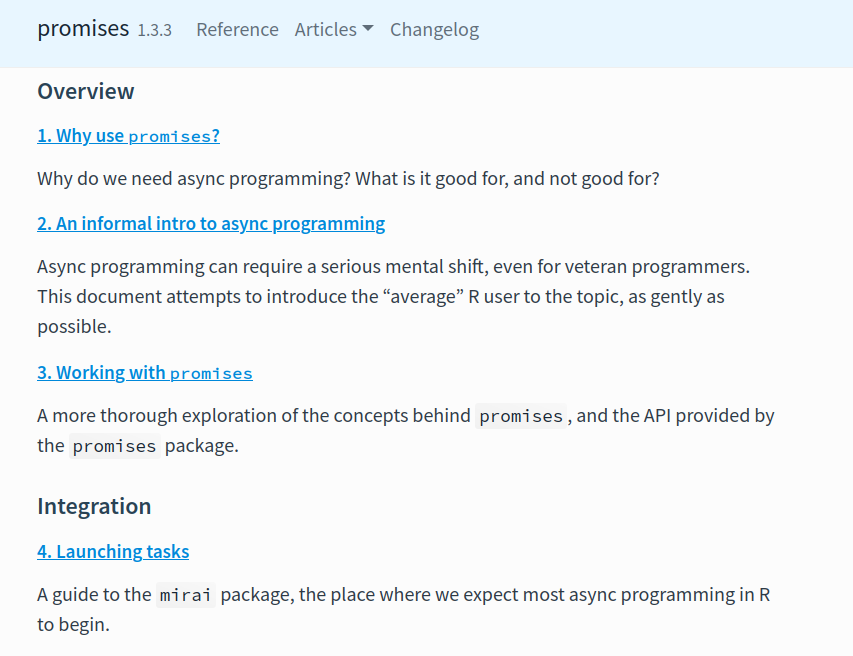 promises 1.3.3 Reference Articles Changelog
Overview
1. Why use promises?
Why do we need async programming? What is it good for, and not good for?
2. An informal intro to async programming
Async programming can require a serious mental shift, even for veteran programmers.
This document attempts to introduce the “average” R user to the topic, as gently as
possible.
3. Working with promises
A more thorough exploration of the concepts behind promises, and the API provided by
the promises package.
Integration
4. Launching tasks
A guide to the mirai package, the place where we expect most async programming in R
to begin.